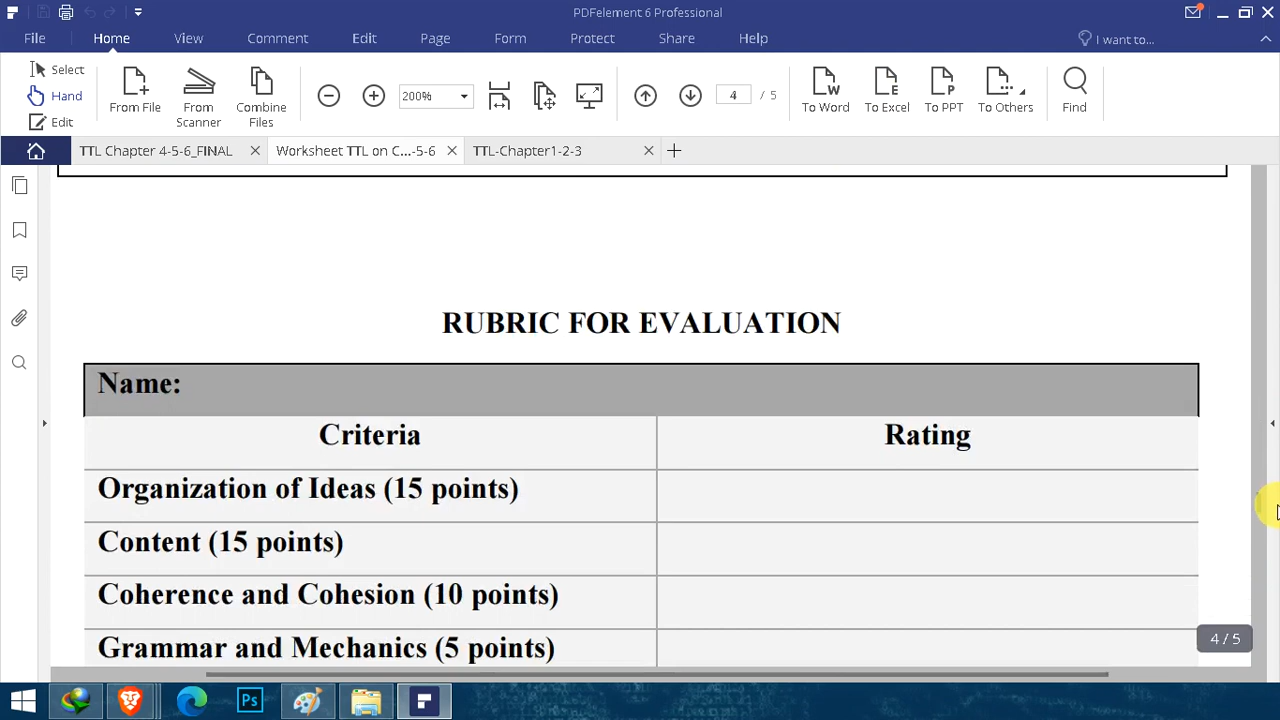 PDFelement 6 Professional
File Home View Comment Edit Page Form Protect Share Help I want to...
Select
Hand
Edit
From File
From Scanner
Combine Files
200%
4 / 5
To Word
To Excel
To PPT
To Others
Find
TTL Chapter 4-5-6_FINAL
Worksheet TTL on C...-5-6
TTL-Chapter1-2-3
RUBRIC FOR EVALUATION
Name:
Criteria Rating
Organization of Ideas (15 points)
Content (15 points)
Coherence and Cohesion (10 points)
Grammar and Mechanics (5 points)
4 / 5
Ps